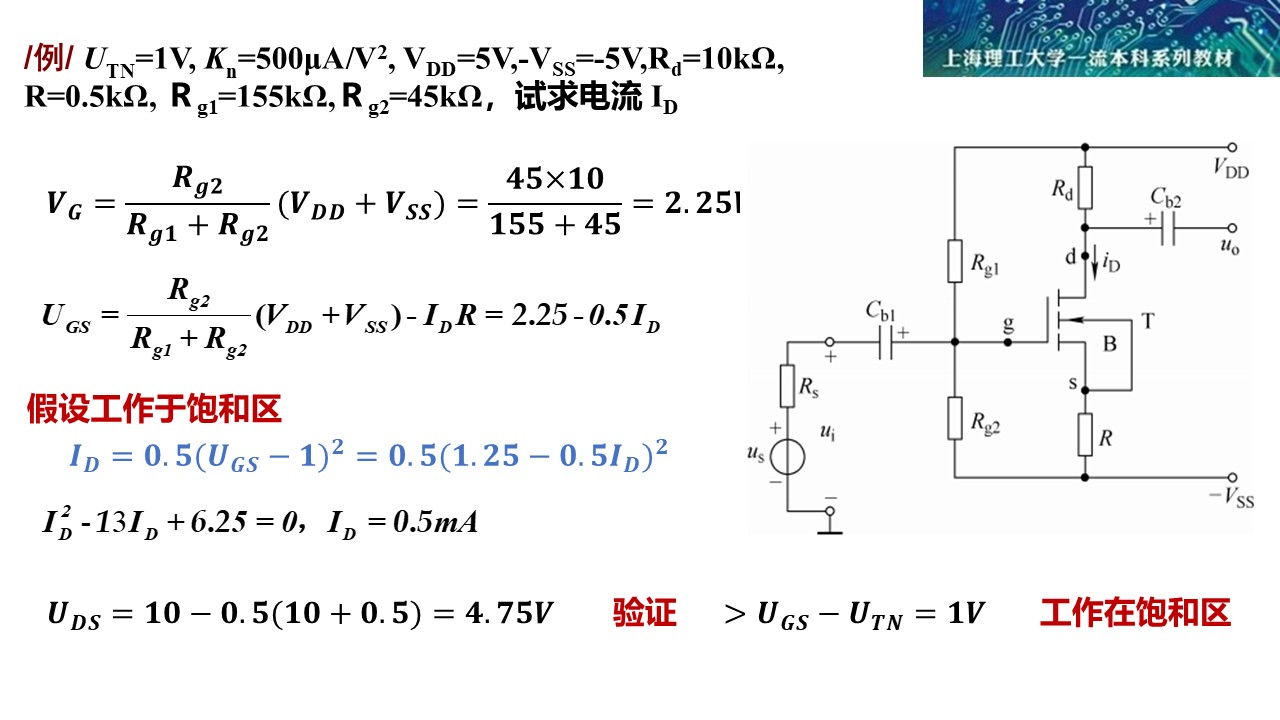 上海理工大学一流本科系列教材
/例/ U_TN=1V, K_n=500μA/V², V_DD=5V,-V_SS=-5V,R_d=10kΩ,
R=0.5kΩ, R_g1=155kΩ, R_g2=45kΩ，试求电流 I_D
V_G = R_g2/(R_g1 + R_g2) (V_DD + V_SS) = 45×10/(155 + 45) = 2.25
U_GS = R_g2/(R_g1 + R_g2) (V_DD + V_SS) - I_D R = 2.25 - 0.5 I_D
假设工作于饱和区
I_D = 0.5(U_GS − 1)² = 0.5(1.25 − 0.5I_D)²
I_D² - 13I_D + 6.25 = 0，I_D = 0.5mA
U_DS = 10 − 0.5(10 + 0.5) = 4.75V 验证 > U_GS − U_TN = 1V 工作在饱和区
V_DD
R_d
C_b2
+
u_o
d
i_D
R_g1
C_b1
+
g
T
B
+
s
R_s
R_g2
R
+
u_i
u_s
−
−
−V_SS